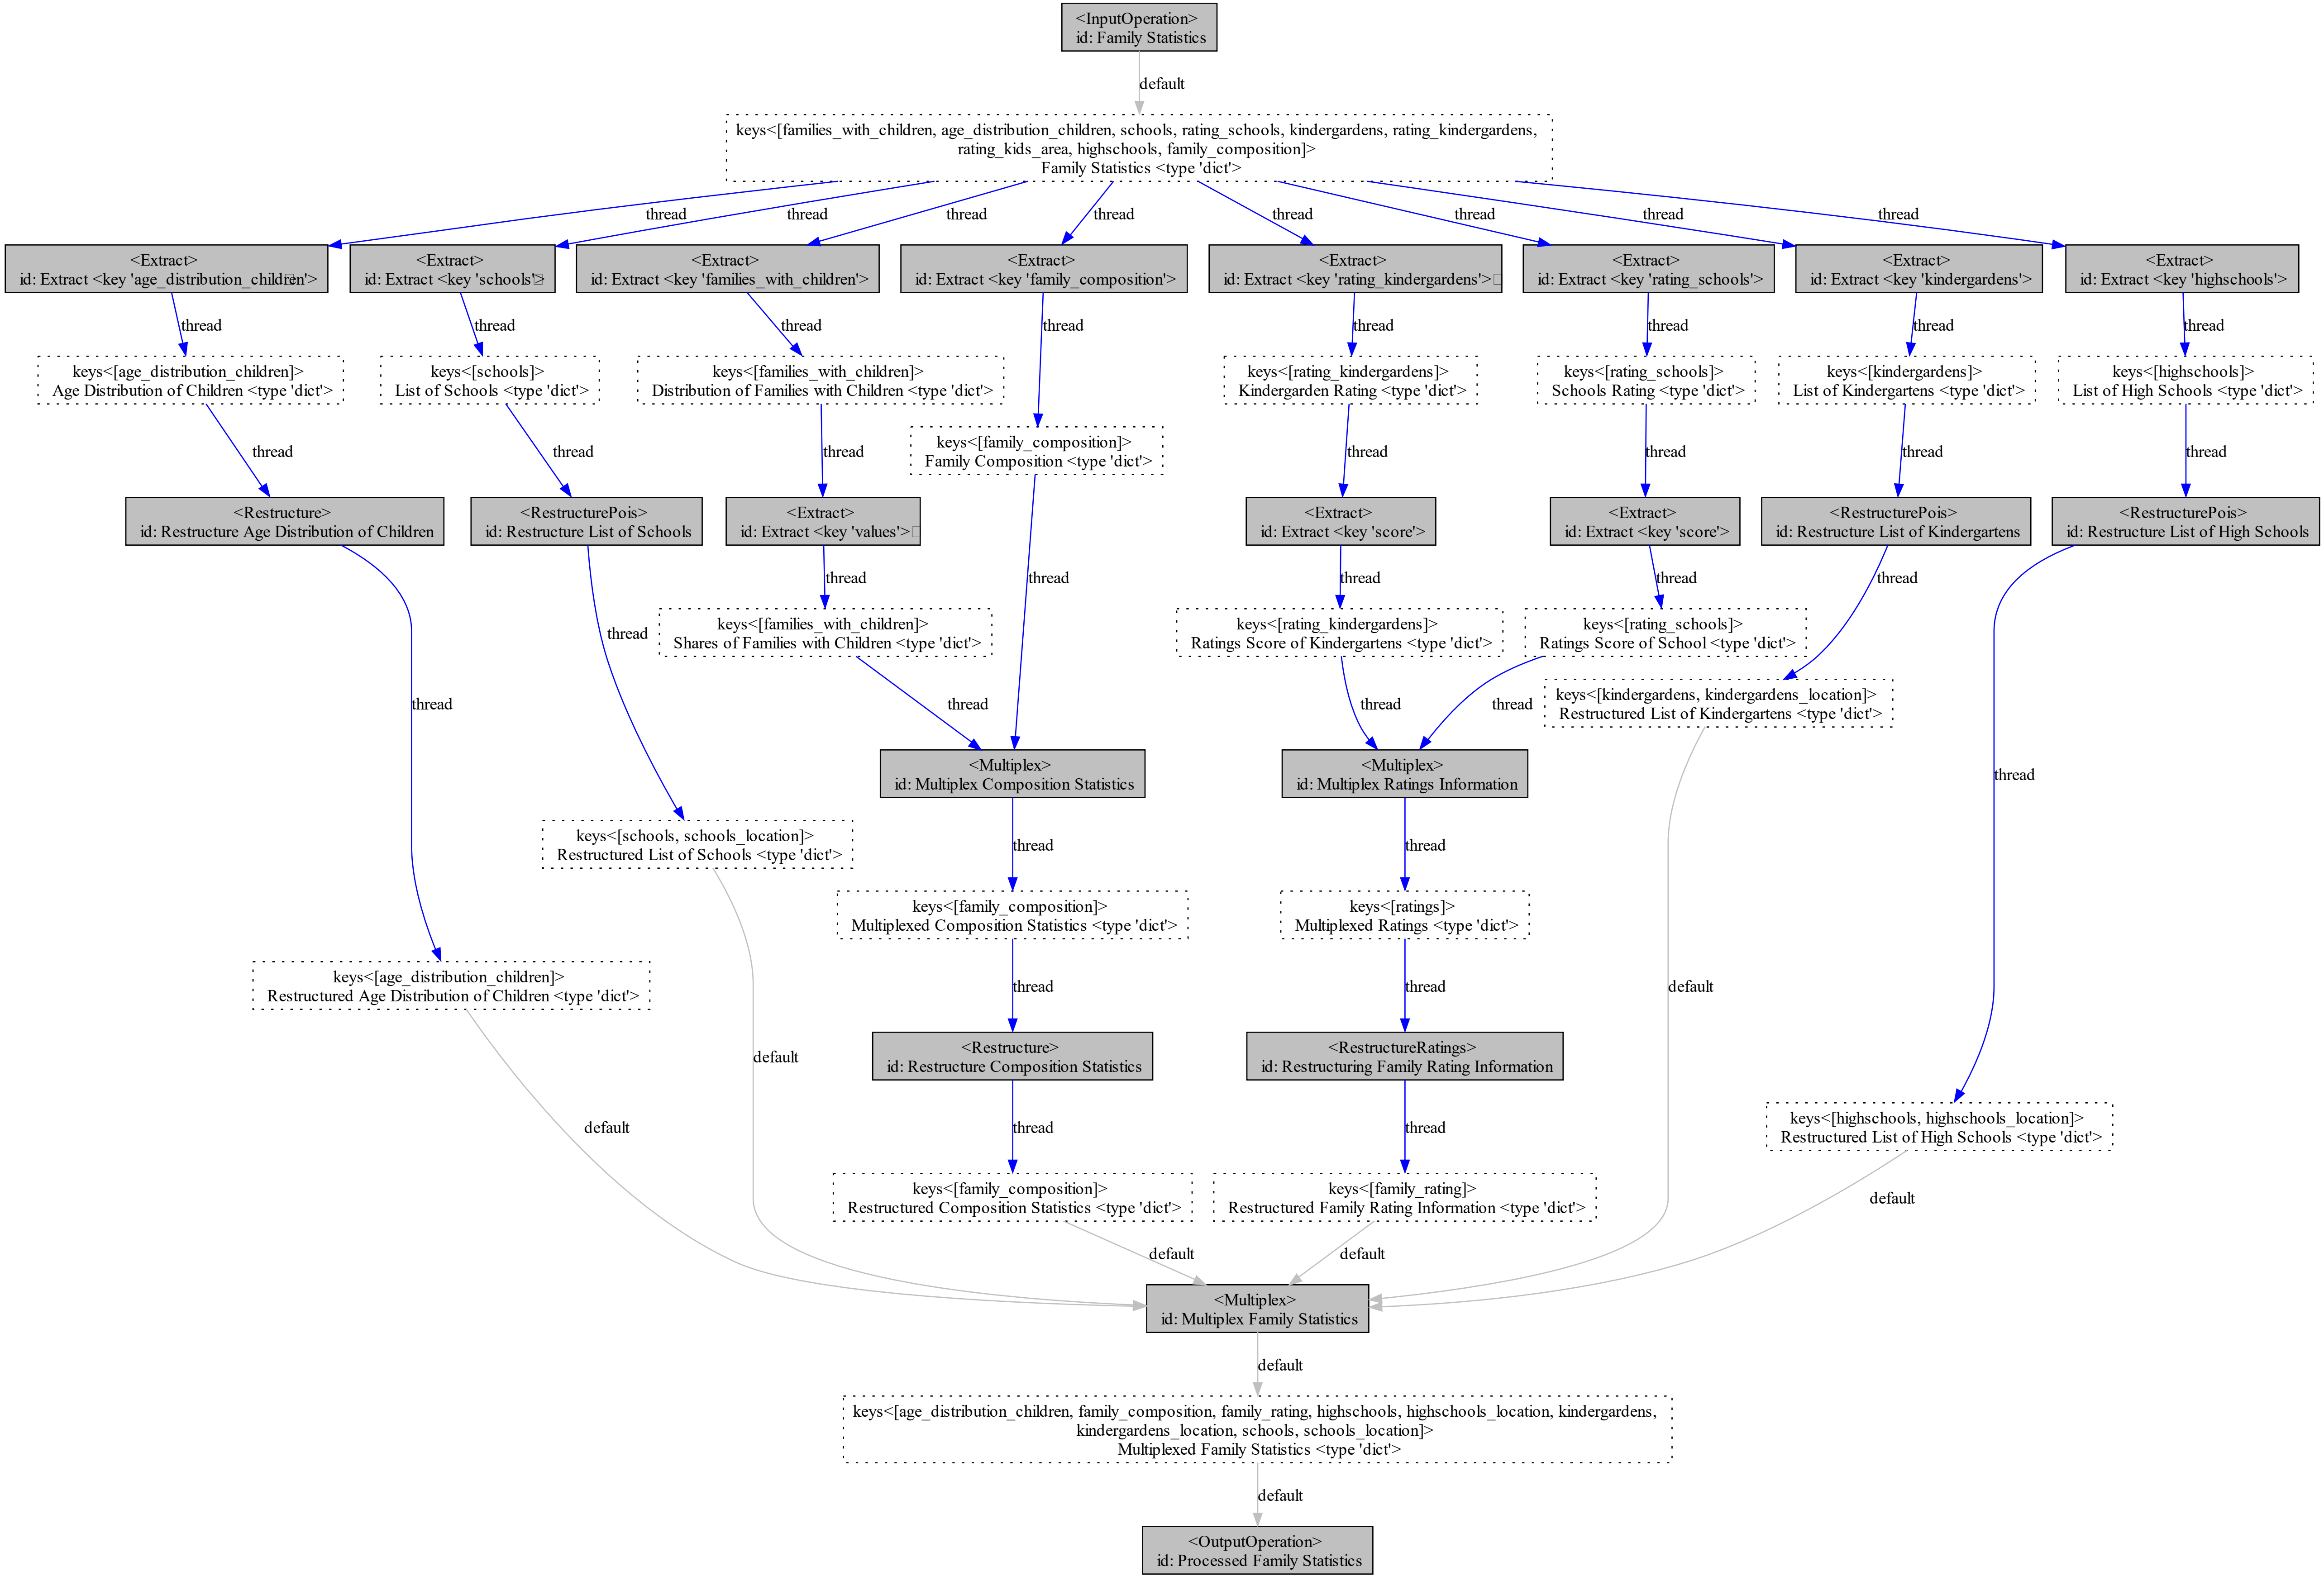 <InputOperation>
id: Family Statistics
default
keys<[families_with_children, age_distribution_children, schools, rating_schools, kindergardens, rating_kindergardens,
rating_kids_area, highschools, family_composition]>
Family Statistics <type 'dict'>
thread
thread
thread
thread
thread
thread
thread
thread
<Extract>
id: Extract <key 'age_distribution_children'>
<Extract>
id: Extract <key 'schools'>
<Extract>
id: Extract <key 'families_with_children'>
<Extract>
id: Extract <key 'family_composition'>
<Extract>
id: Extract <key 'rating_kindergardens'>
<Extract>
id: Extract <key 'rating_schools'>
<Extract>
id: Extract <key 'kindergardens'>
<Extract>
id: Extract <key 'highschools'>
thread
thread
thread
thread
thread
thread
thread
thread
keys<[age_distribution_children]>
Age Distribution of Children <type 'dict'>
keys<[schools]>
List of Schools <type 'dict'>
keys<[families_with_children]>
Distribution of Families with Children <type 'dict'>
keys<[rating_kindergardens]>
Kindergarden Rating <type 'dict'>
keys<[rating_schools]>
Schools Rating <type 'dict'>
keys<[kindergardens]>
List of Kindergartens <type 'dict'>
keys<[highschools]>
List of High Schools <type 'dict'>
keys<[family_composition]>
Family Composition <type 'dict'>
thread
thread
thread
thread
thread
thread
thread
<Restructure>
id: Restructure Age Distribution of Children
<RestructurePois>
id: Restructure List of Schools
<Extract>
id: Extract <key 'values'>
<Extract>
id: Extract <key 'score'>
<Extract>
id: Extract <key 'score'>
<RestructurePois>
id: Restructure List of Kindergartens
<RestructurePois>
id: Restructure List of High Schools
thread
thread
thread
thread
thread
thread
keys<[families_with_children]>
Shares of Families with Children <type 'dict'>
keys<[rating_kindergardens]>
Ratings Score of Kindergartens <type 'dict'>
keys<[rating_schools]>
Ratings Score of School <type 'dict'>
thread
thread
thread
thread
keys<[kindergardens, kindergardens_location]>
Restructured List of Kindergartens <type 'dict'>
<Multiplex>
id: Multiplex Composition Statistics
<Multiplex>
id: Multiplex Ratings Information
thread
keys<[schools, schools_location]>
Restructured List of Schools <type 'dict'>
thread
thread
keys<[family_composition]>
Multiplexed Composition Statistics <type 'dict'>
keys<[ratings]>
Multiplexed Ratings <type 'dict'>
keys<[age_distribution_children]>
Restructured Age Distribution of Children <type 'dict'>
thread
thread
default
default
<Restructure>
id: Restructure Composition Statistics
<RestructureRatings>
id: Restructuring Family Rating Information
default
thread
thread
keys<[highschools, highschools_location]>
Restructured List of High Schools <type 'dict'>
keys<[family_composition]>
Restructured Composition Statistics <type 'dict'>
keys<[family_rating]>
Restructured Family Rating Information <type 'dict'>
default
default
default
<Multiplex>
id: Multiplex Family Statistics
default
keys<[age_distribution_children, family_composition, family_rating, highschools, highschools_location, kindergardens,
kindergardens_location, schools, schools_location]>
Multiplexed Family Statistics <type 'dict'>
default
<OutputOperation>
id: Processed Family Statistics